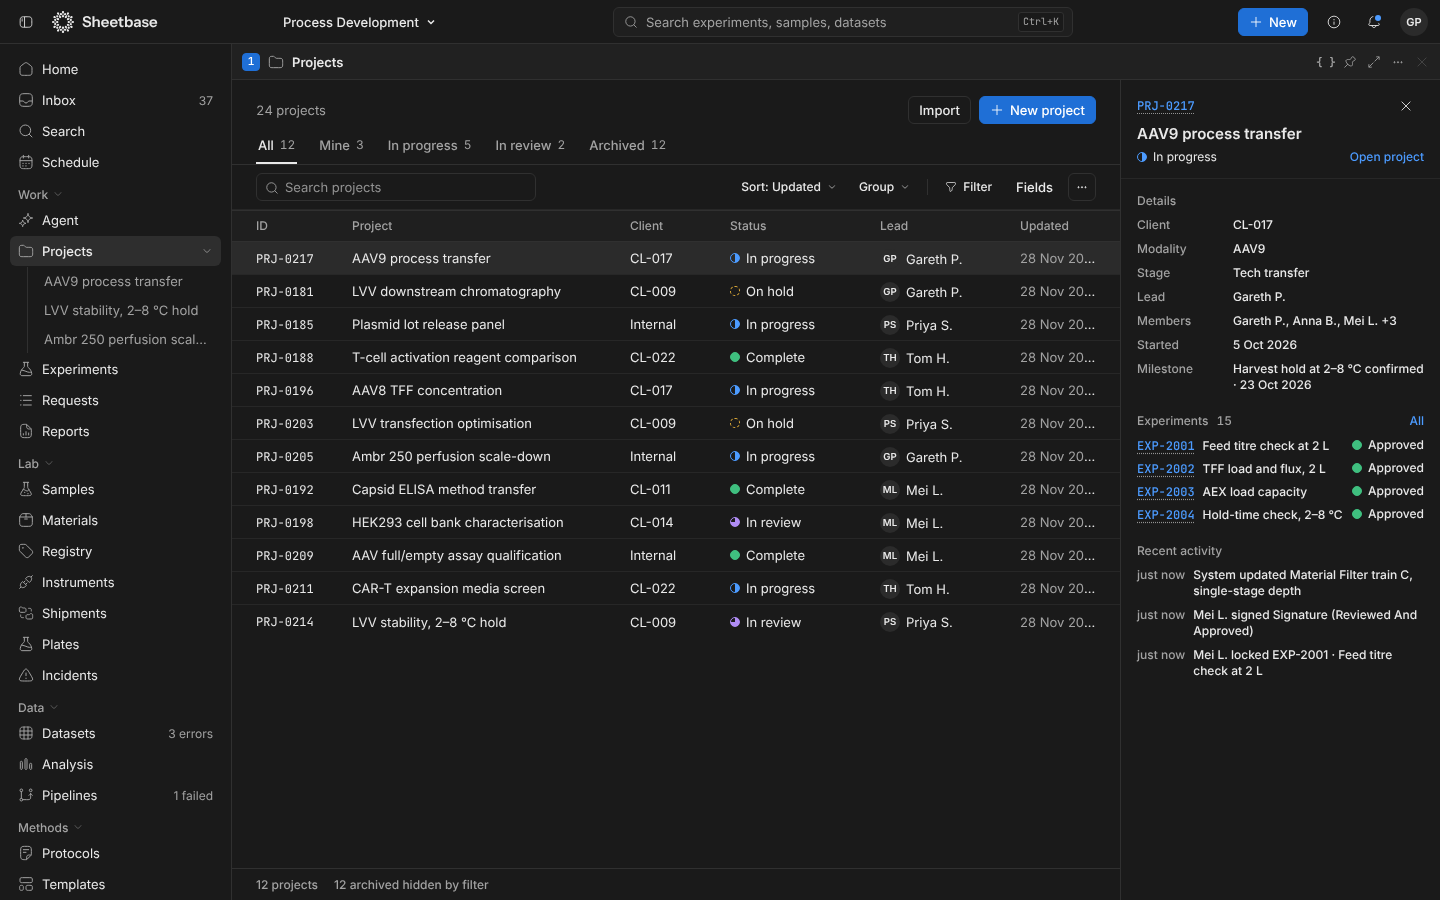 Sheetbase
Process Development
Search experiments, samples, datasets
Ctrl+K
New
GP
Home
Inbox 37
Search
Schedule
Work
Agent
Projects
AAV9 process transfer
LVV stability, 2–8 °C hold
Ambr 250 perfusion scal...
Experiments
Requests
Reports
Lab
Samples
Materials
Registry
Instruments
Shipments
Plates
Incidents
Data
Datasets 3 errors
Analysis
Pipelines 1 failed
Methods
Protocols
Templates
1 Projects
{ }
24 projects
Import
New project
All 12 Mine 3 In progress 5 In review 2 Archived 12
Search projects
Sort: Updated Group Filter Fields
ID Project Client Status Lead Updated
PRJ-0217 AAV9 process transfer CL-017 In progress GP Gareth P. 28 Nov 20...
PRJ-0181 LVV downstream chromatography CL-009 On hold GP Gareth P. 28 Nov 20...
PRJ-0185 Plasmid lot release panel Internal In progress PS Priya S. 28 Nov 20...
PRJ-0188 T-cell activation reagent comparison CL-022 Complete TH Tom H. 28 Nov 20...
PRJ-0196 AAV8 TFF concentration CL-017 In progress TH Tom H. 28 Nov 20...
PRJ-0203 LVV transfection optimisation CL-009 On hold PS Priya S. 28 Nov 20...
PRJ-0205 Ambr 250 perfusion scale-down Internal In progress GP Gareth P. 28 Nov 20...
PRJ-0192 Capsid ELISA method transfer CL-011 Complete ML Mei L. 28 Nov 20...
PRJ-0198 HEK293 cell bank characterisation CL-014 In review ML Mei L. 28 Nov 20...
PRJ-0209 AAV full/empty assay qualification Internal Complete ML Mei L. 28 Nov 20...
PRJ-0211 CAR-T expansion media screen CL-022 In progress TH Tom H. 28 Nov 20...
PRJ-0214 LVV stability, 2–8 °C hold CL-009 In review PS Priya S. 28 Nov 20...
12 projects 12 archived hidden by filter
PRJ-0217
AAV9 process transfer
In progress Open project
Details
Client CL-017
Modality AAV9
Stage Tech transfer
Lead Gareth P.
Members Gareth P., Anna B., Mei L. +3
Started 5 Oct 2026
Milestone Harvest hold at 2–8 °C confirmed
· 23 Oct 2026
Experiments 15 All
EXP-2001 Feed titre check at 2 L Approved
EXP-2002 TFF load and flux, 2 L Approved
EXP-2003 AEX load capacity Approved
EXP-2004 Hold-time check, 2–8 °C Approved
Recent activity
just now System updated Material Filter train C,
single-stage depth
just now Mei L. signed Signature (Reviewed And
Approved)
just now Mei L. locked EXP-2001 · Feed titre
check at 2 L